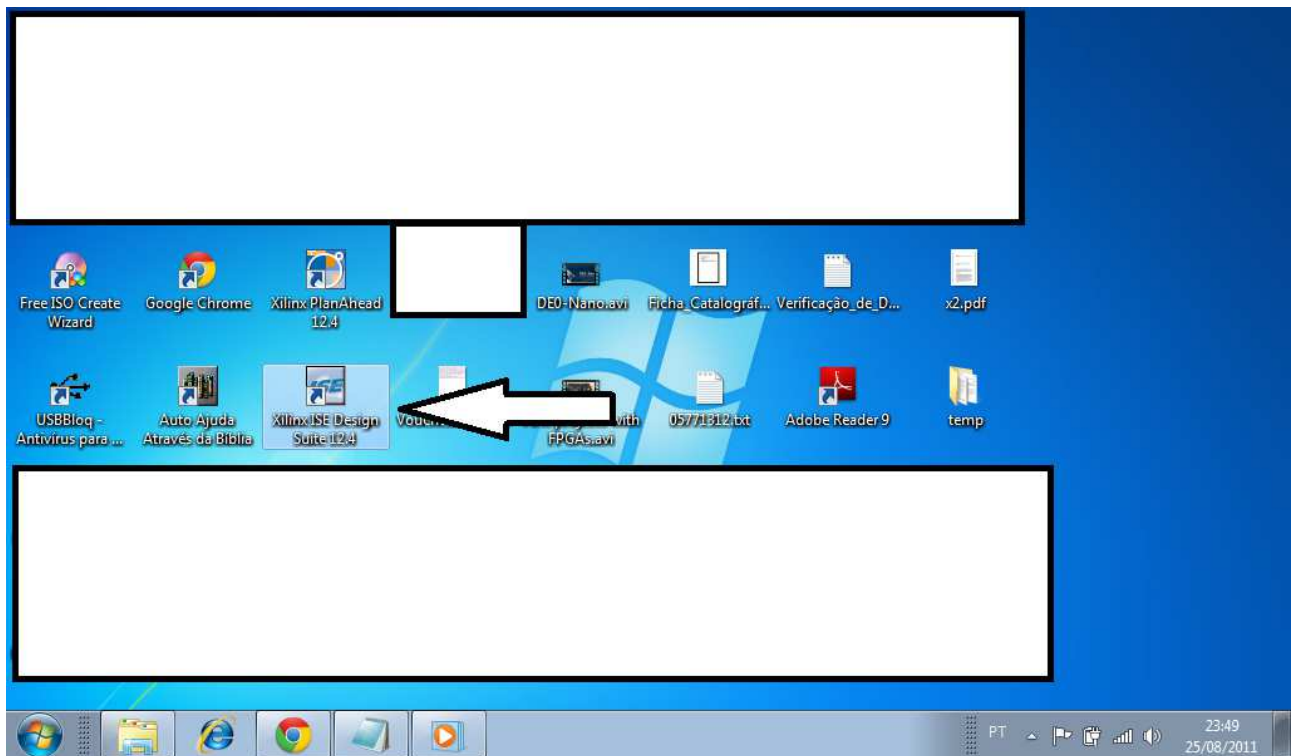 Free ISO Create
Wizard
Google Chrome
Xilinx PlanAhead
12.4
DE0-Nano.avi
Ficha_Catalográf...
Verificação_de_D...
x2.pdf
USBBloq -
Antivirus para ...
Auto Ajuda
Através da Bíblia
ISE
Xilinx ISE Design
Suite 12.4
with
FPGAs.avi
05771312.txt
Adobe Reader 9
temp
PT
23:49
25/08/2011